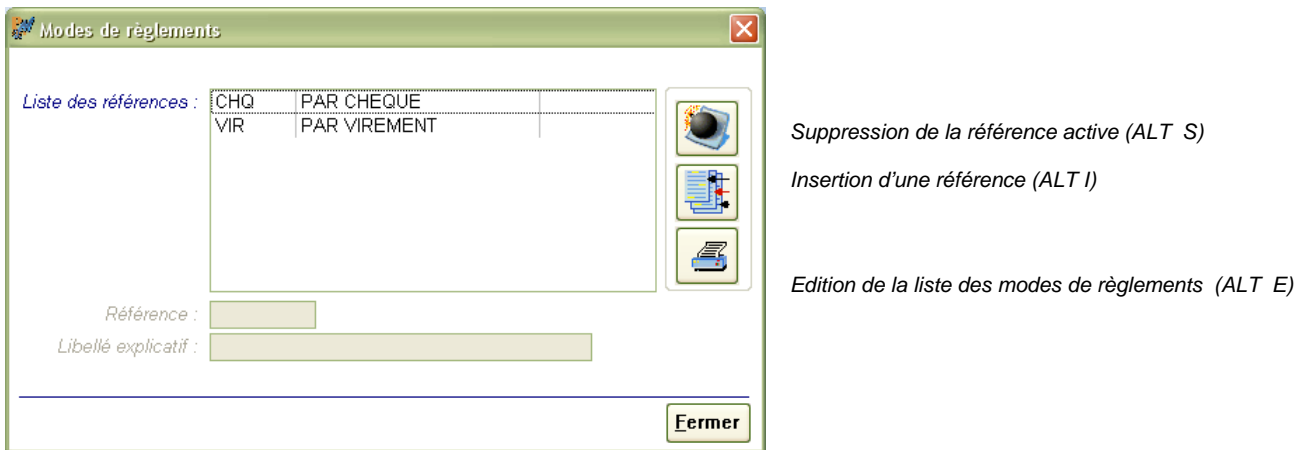 Modes de règlements
Liste des références :
CHQ PAR CHEQUE
VIR PAR VIREMENT
Suppression de la référence active (ALT S)
Insertion d'une référence (ALT I)
Edition de la liste des modes de règlements (ALT E)
Référence :
Libellé explicatif :
Fermer